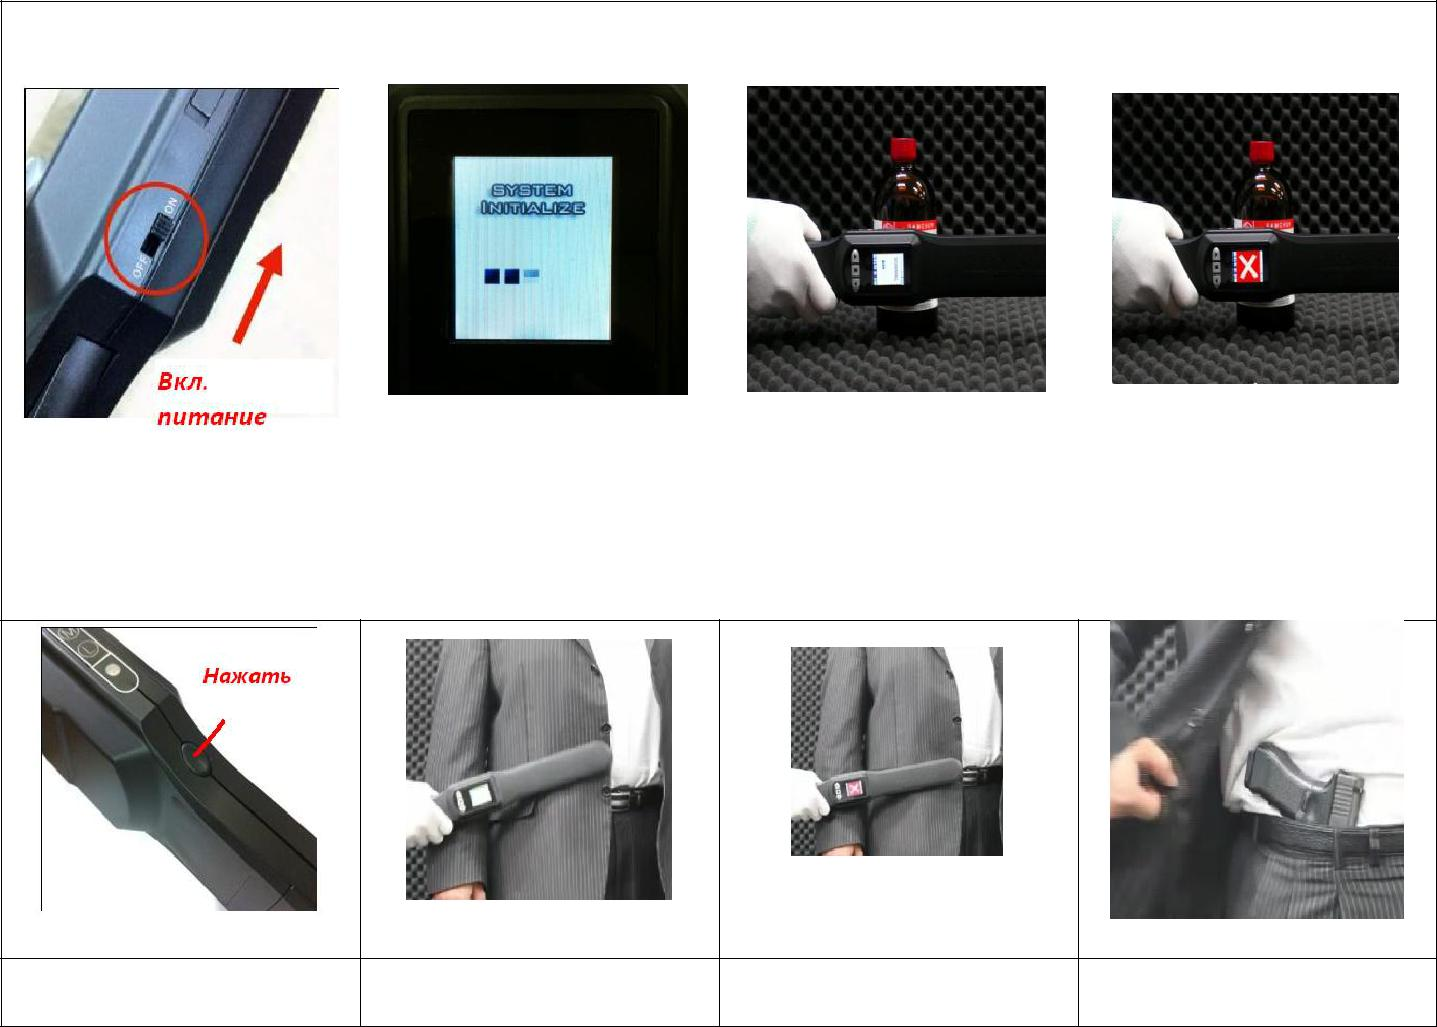 ON
OFF
Вкл.
питание
SYSTEM
INITIALIZE
Нажать
M
L